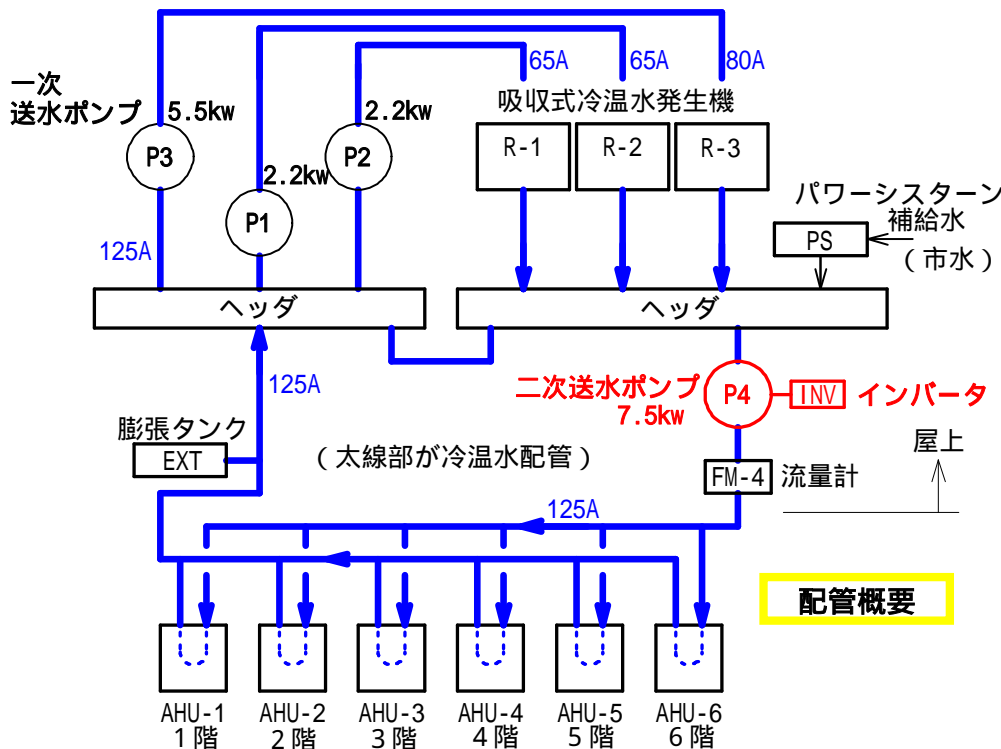 65A
65A
80A
一次
送水ポンプ
5.5kw
2.2kw
吸収式冷温水発生機
P3
P2
R-1
R-2
R-3
2.2kw
P1
パワーシスターン
補給水
PS
(市水)
125A
ヘッダ
ヘッダ
125A
二次送水ポンプ
7.5kw
P4
INV
インバータ
膨張タンク
EXT
(太線部が冷温水配管)
屋上
FM-4
流量計
125A
配管概要
AHU-1
1階
AHU-2
2階
AHU-3
3階
AHU-4
4階
AHU-5
5階
AHU-6
6階